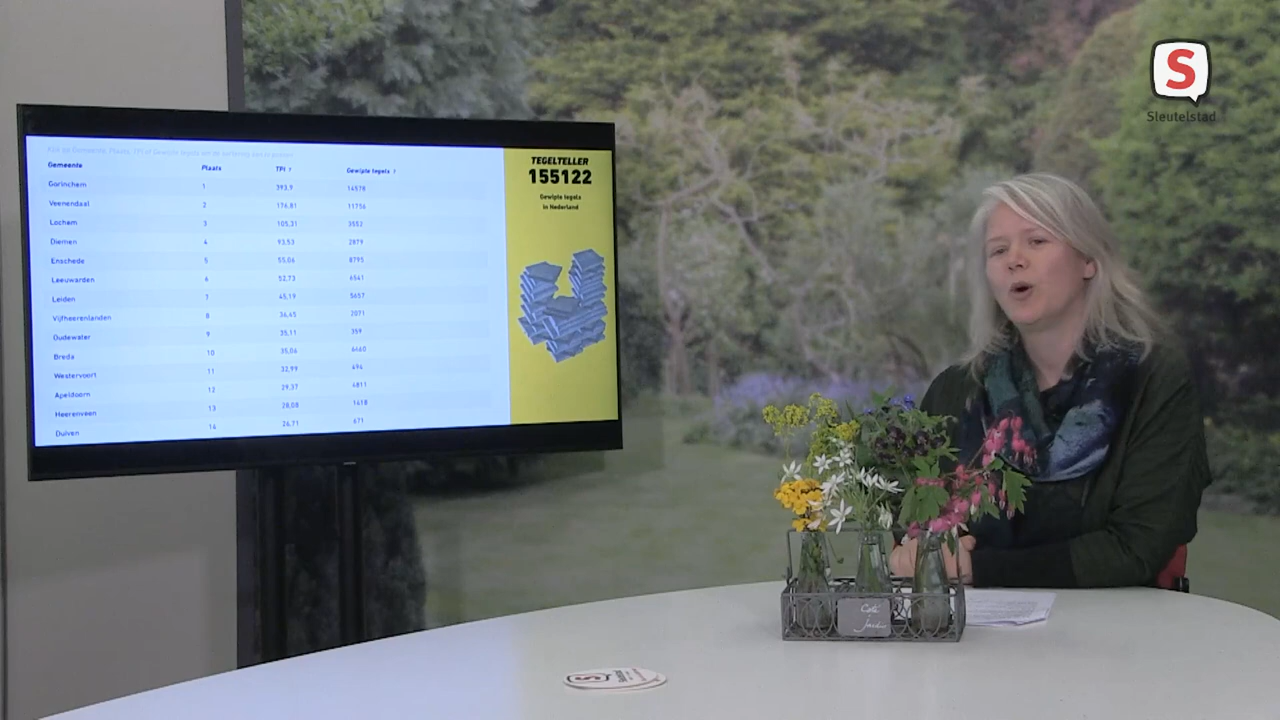 S
Sleutelstad
Gemeente Plaats TPI ↑ Gewipte tegels ↑
Gorinchem 1 393,9 14578
Veenendaal 2 176,81 11756
Lochem 3 105,31 3552
Diemen 4 93,53 2879
Enschede 5 55,06 8795
Leeuwarden 6 52,73 6541
Leiden 7 45,19 5657
Vijfheerenlanden 8 36,45 2071
Oudewater 9 35,11 359
Breda 10 35,06 6460
Westervoort 11 32,99 494
Apeldoorn 12 29,37 4811
Heerenveen 13 28,08 1418
Duiven 14 26,71 671
TEGELTELLER
155122
Gewipte tegels
in Nederland